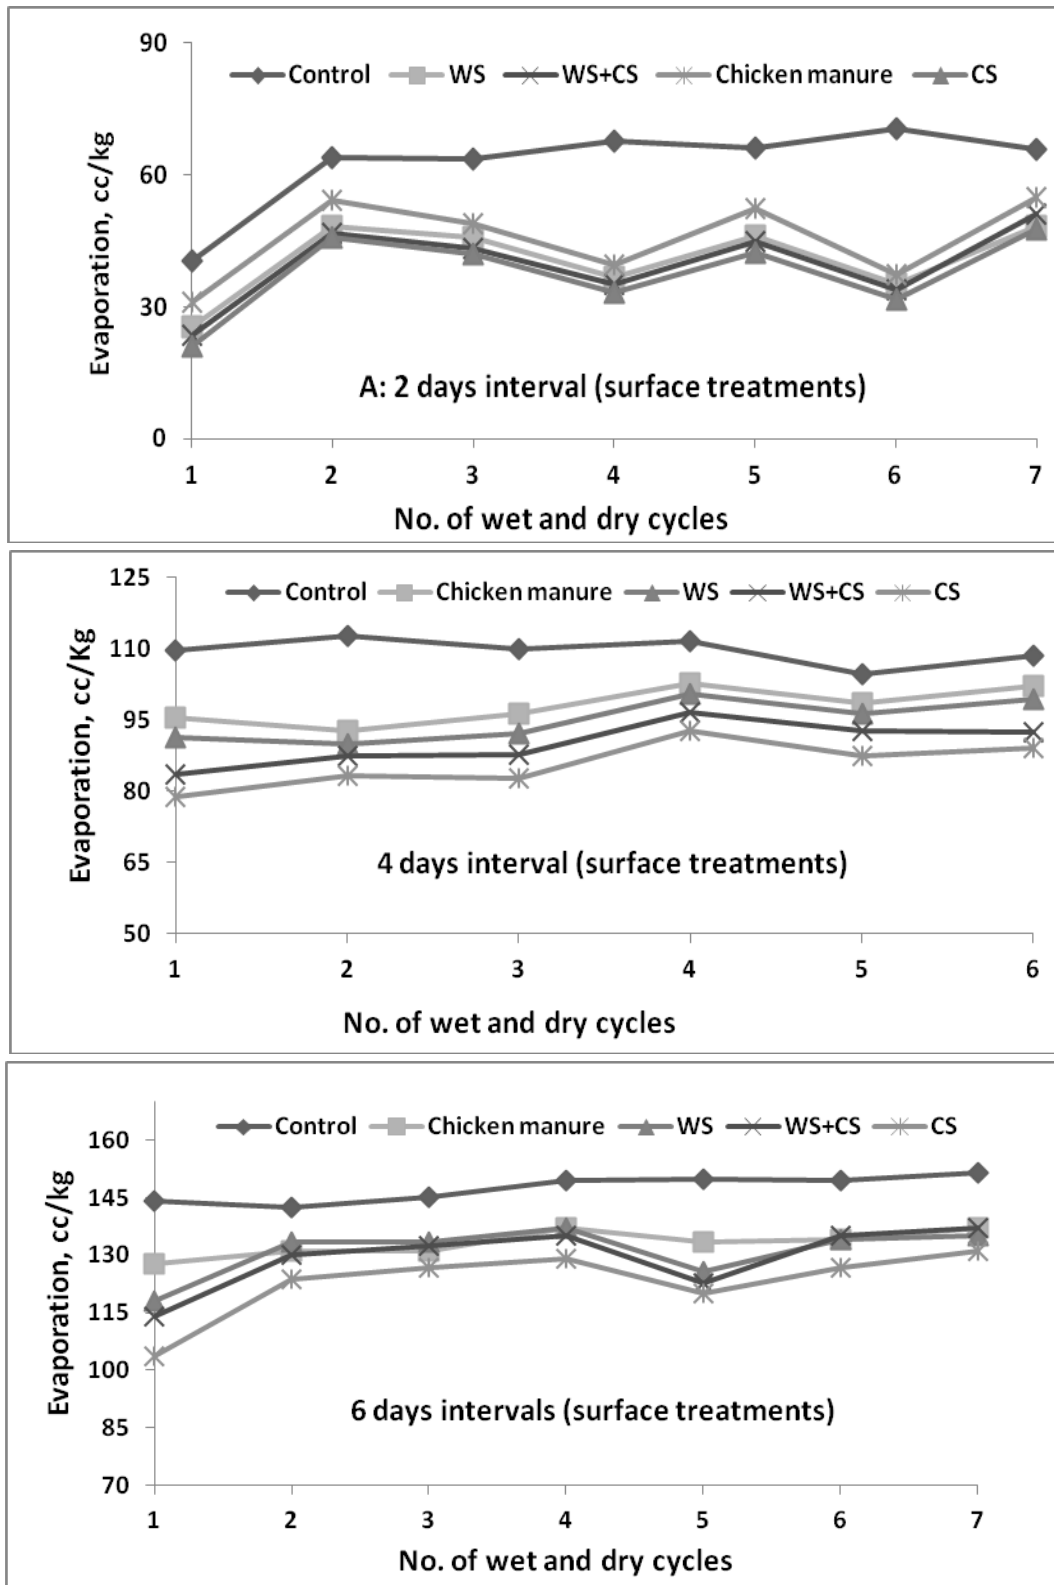 90
Control WS WS+CS Chicken manure CS
60
30
0
Evaporation, cc/kg
A: 2 days interval (surface treatments)
1 2 3 4 5 6 7
No. of wet and dry cycles
125
Control Chicken manure WS WS+CS CS
110
95
80
65
50
Evaporation, cc/Kg
4 days interval (surface treatments)
1 2 3 4 5 6
No. of wet and dry cycles
Control Chicken manure WS WS+CS CS
160
145
130
115
100
85
70
Evaporation, cc/kg
6 days intervals (surface treatments)
1 2 3 4 5 6 7
No. of wet and dry cycles